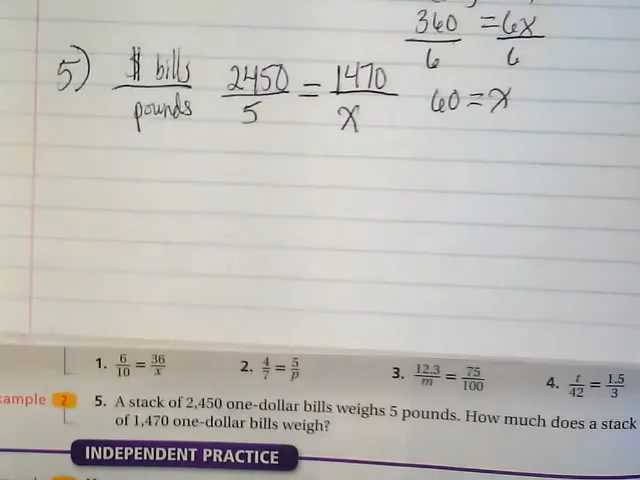 360/6 = 6x/6
60 = x
5) $ bills/pounds 2450/5 = 1470/x
1. 6/10 = 36/x 2. 4/7 = 5/p 3. 12.3/m = 75/100 4. t/42 = 1.5/3
ample 2 5. A stack of 2,450 one-dollar bills weighs 5 pounds. How much does a stack
of 1,470 one-dollar bills weigh?
INDEPENDENT PRACTICE